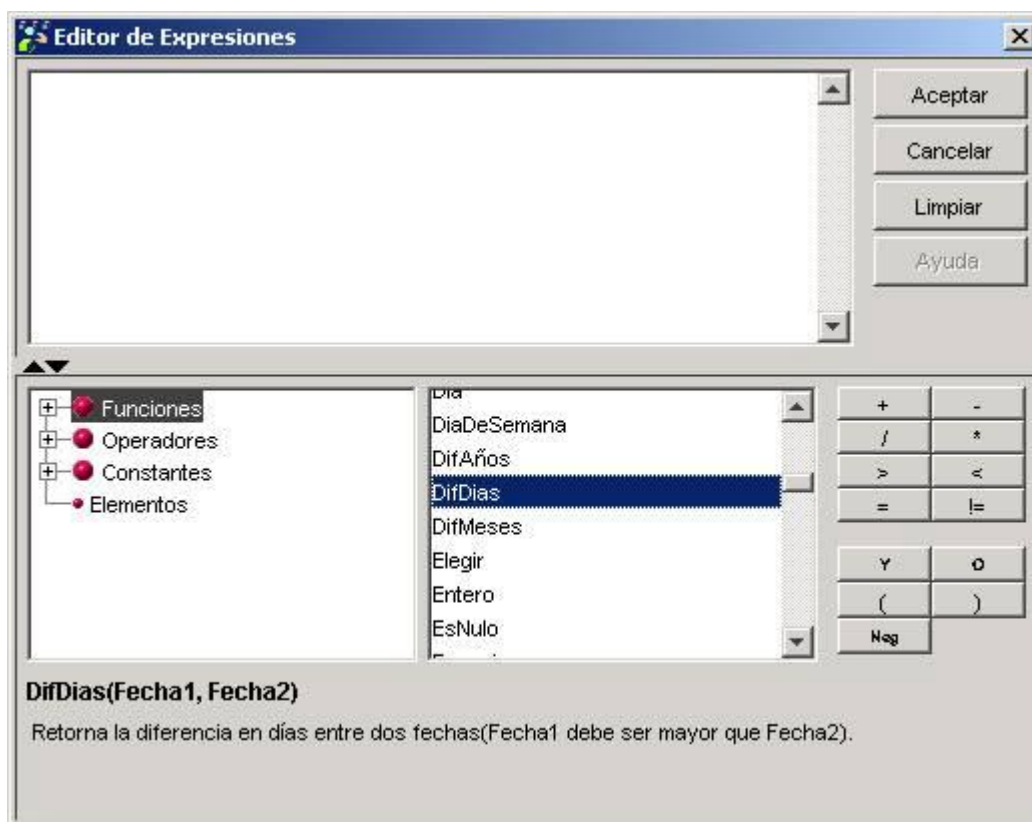 Editor de Expresiones
Aceptar
Cancelar
Limpiar
Ayuda
Funciones
Operadores
Constantes
Elementos
Dia
DiaDeSemana
DifAños
DifDias
DifMeses
Elegir
Entero
EsNulo
+ -
/ *
> <
= !=
Y O
( )
Neg
DifDias(Fecha1, Fecha2)
Retorna la diferencia en días entre dos fechas(Fecha1 debe ser mayor que Fecha2).